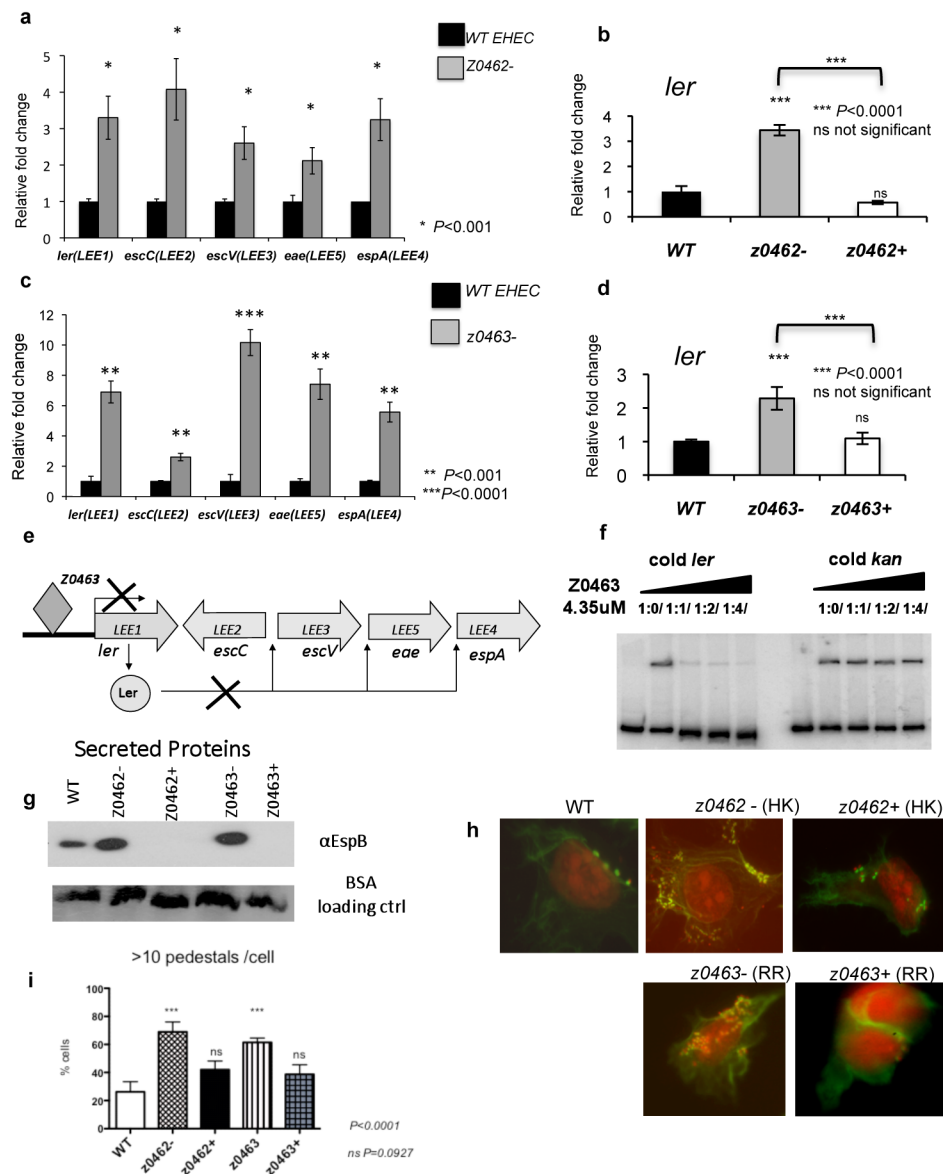 a
Relative fold change
5
4
3
2
1
0
* * * * *
ler(LEE1) escC(LEE2) escV(LEE3) eae(LEE5) espA(LEE4)
WT EHEC
Z0462-
* P<0.001
b
Relative fold change
4
3
2
1
0
ler
***
***
ns
*** P<0.0001
ns not significant
WT z0462- z0462+
c
Relative fold change
12
10
8
6
4
2
0
** ** *** ** **
ler(LEE1) escC(LEE2) escV(LEE3) eae(LEE5) espA(LEE4)
WT EHEC
z0463-
** P<0.001
***P<0.0001
d
Relative fold change
3
2
1
0
ler
***
***
ns
*** P<0.0001
ns not significant
WT z0463- z0463+
e
Z0463
LEE1 LEE2 LEE3 LEE5 LEE4
ler escC escV eae espA
Ler
f
cold ler cold kan
Z0463
4.35uM 1:0/ 1:1/ 1:2/ 1:4/ 1:0/ 1:1/ 1:2/ 1:4/
Secreted Proteins
g
WT Z0462- Z0462+ Z0463- Z0463+
αEspB
BSA
loading ctrl
h
WT z0462 - (HK) z0462+ (HK)
z0463- (RR) z0463+ (RR)
>10 pedestals /cell
i
% cells
100
80
60
40
20
0
*** ns *** ns
WT z0462- z0462+ z0463 z0463+
P<0.0001
ns P=0.0927